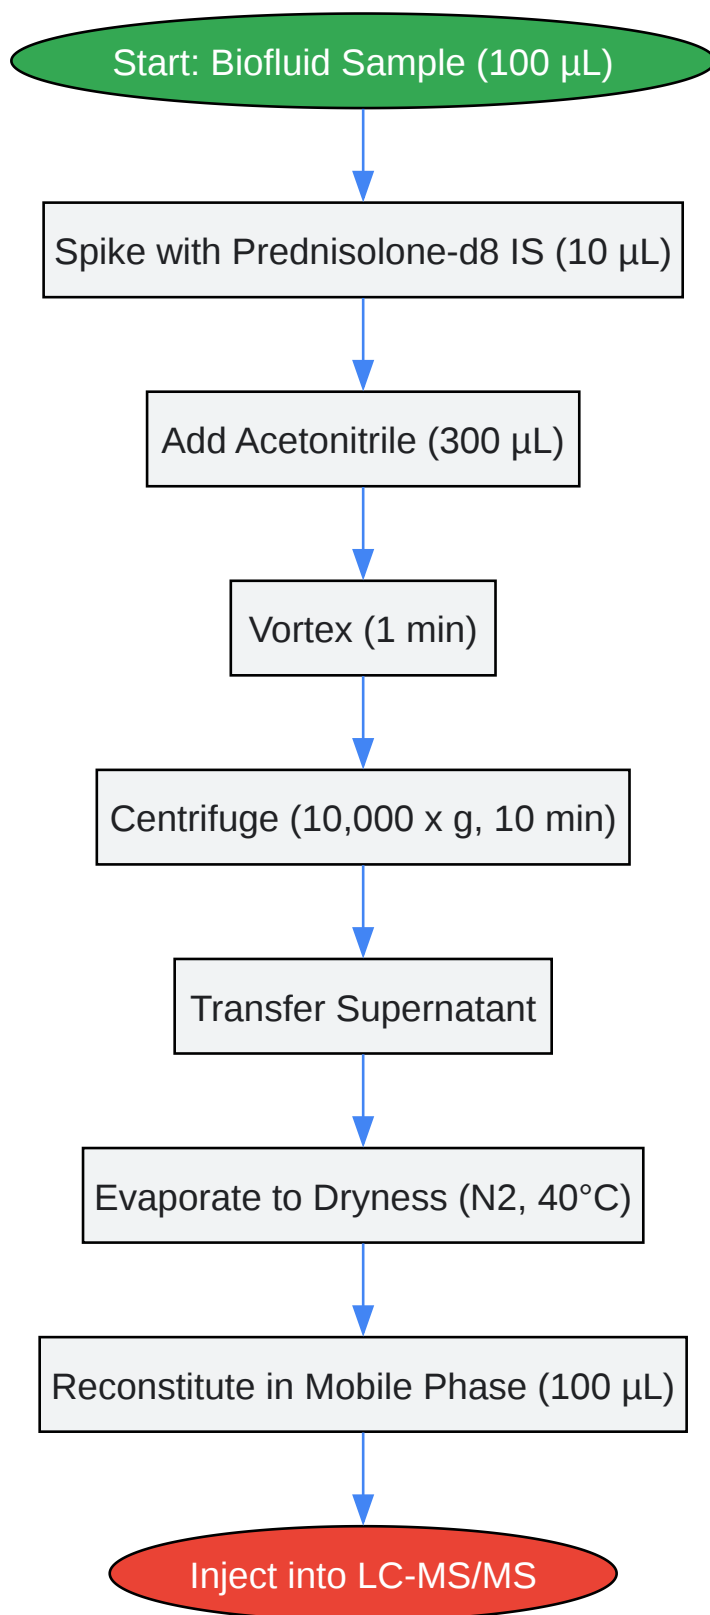 Start: Biofluid Sample (100 µL)
Spike with Prednisolone-d8 IS (10 µL)
Add Acetonitrile (300 µL)
Vortex (1 min)
Centrifuge (10,000 x g, 10 min)
Transfer Supernatant
Evaporate to Dryness (N2, 40°C)
Reconstitute in Mobile Phase (100 µL)
Inject into LC-MS/MS